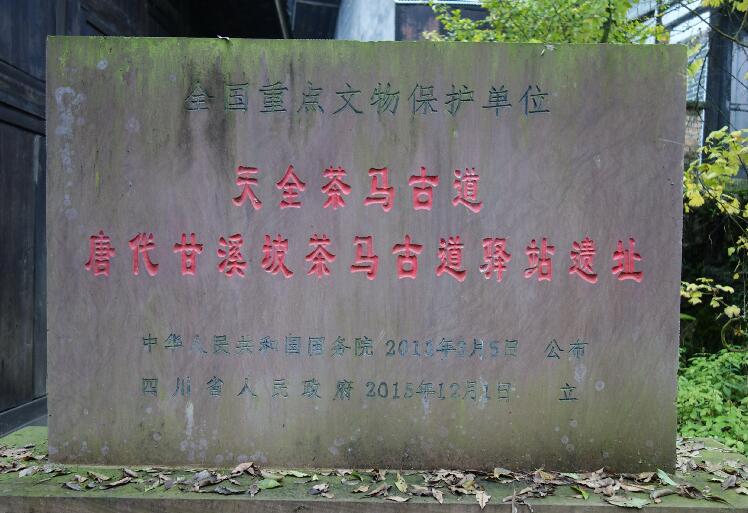 全国重点文物保护单位
天全茶马古道
唐代甘溪坡茶马古道驿站遗址
中华人民共和国国务院 2013年3月5日 公布
四川省人民政府 2015年12月1日 立